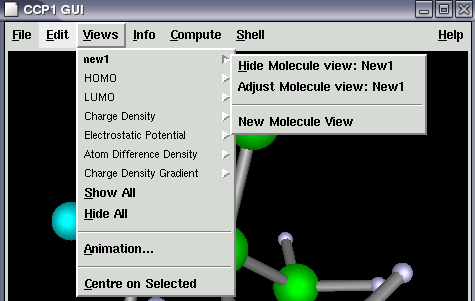 CCP1 GUI
File Edit Views Info Compute Shell Help
new1
HOMO
LUMO
Charge Density
Electrostatic Potential
Atom Difference Density
Charge Density Gradient
Show All
Hide All
Animation...
Centre on Selected
Hide Molecule view: New1
Adjust Molecule view: New1
New Molecule View